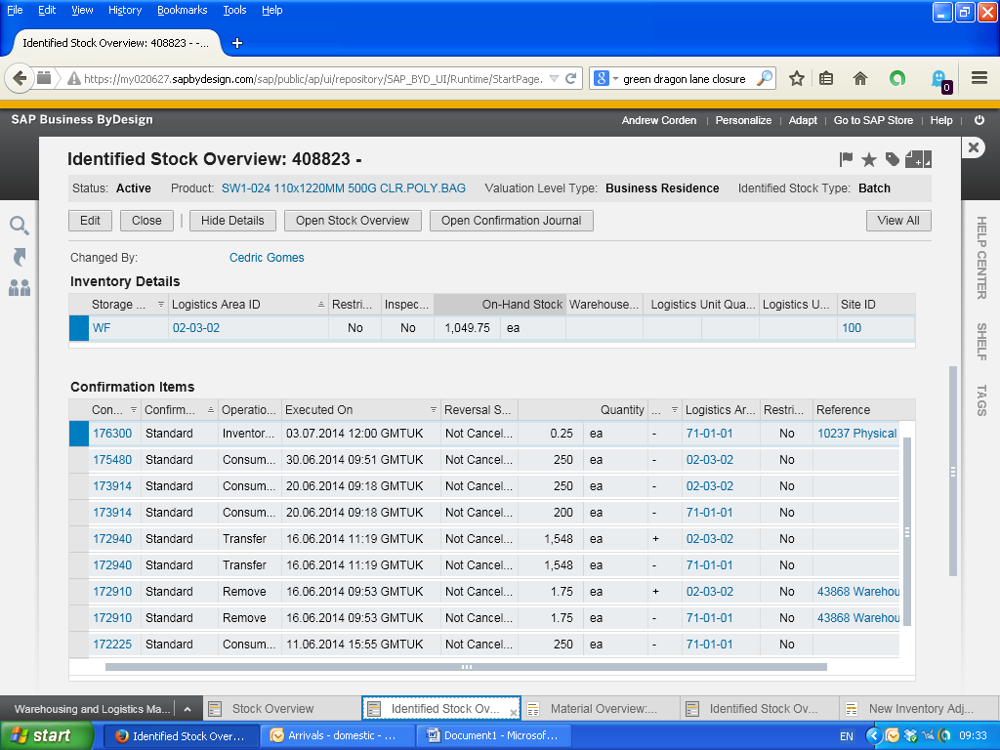 File Edit View History Bookmarks Tools Help
Identified Stock Overview: 408823 - -... +
https://my020627.sapbydesign.com/sap/public/ap/ui/repository/SAP_BYD_UI/Runtime/StartPage. green dragon lane closure 0
SAP Business ByDesign Andrew Corden | Personalize | Adapt | Go to SAP Store | Help
Identified Stock Overview: 408823 -
Status: Active Product: SW1-024 110x1220MM 500G CLR.POLY.BAG Valuation Level Type: Business Residence Identified Stock Type: Batch
Edit Close | Hide Details Open Stock Overview Open Confirmation Journal View All
Changed By: Cedric Gomes
Inventory Details
Storage ... Logistics Area ID Restri... Inspec... On-Hand Stock Warehouse... Logistics Unit Qua... Logistics U... Site ID
WF 02-03-02 No No 1,049.75 ea 100
Confirmation Items
Con... Confirm... Operatio... Executed On Reversal S... Quantity ... Logistics Ar... Restri... Reference
176300 Standard Inventor... 03.07.2014 12:00 GMTUK Not Cancel... 0.25 ea - 71-01-01 No 10237 Physical
175480 Standard Consum... 30.06.2014 09:51 GMTUK Not Cancel... 250 ea - 02-03-02 No
173914 Standard Consum... 20.06.2014 09:18 GMTUK Not Cancel... 250 ea - 02-03-02 No
173914 Standard Consum... 20.06.2014 09:18 GMTUK Not Cancel... 200 ea - 71-01-01 No
172940 Standard Transfer 16.06.2014 11:19 GMTUK Not Cancel... 1,548 ea + 02-03-02 No
172940 Standard Transfer 16.06.2014 11:19 GMTUK Not Cancel... 1,548 ea - 71-01-01 No
172910 Standard Remove 16.06.2014 09:53 GMTUK Not Cancel... 1.75 ea + 02-03-02 No 43868 Warehou
172910 Standard Remove 16.06.2014 09:53 GMTUK Not Cancel... 1.75 ea - 71-01-01 No 43868 Warehou
172225 Standard Consum... 11.06.2014 15:55 GMTUK Not Cancel... 250 ea - 71-01-01 No
HELP CENTER
SHELF
TAGS
Warehousing and Logistics Ma... Stock Overview Identified Stock Ov... Material Overview:... Identified Stock Ov... New Inventory Adj...
start Identified Stock Over... Arrivals - domestic - ... Document1 - Microsof... EN 09:33